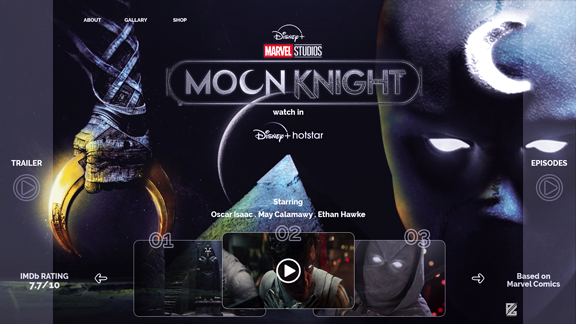 ABOUT
GALLARY
SHOP
Disney+
MARVEL STUDIOS
MOON KNIGHT
watch in
Disney+ hotstar
TRAILER
EPISODES
Starring
Oscar Isaac . May Calamawy . Ethan Hawke
01
02
03
IMDb RATING
7.7/10
Based on
Marvel Comics